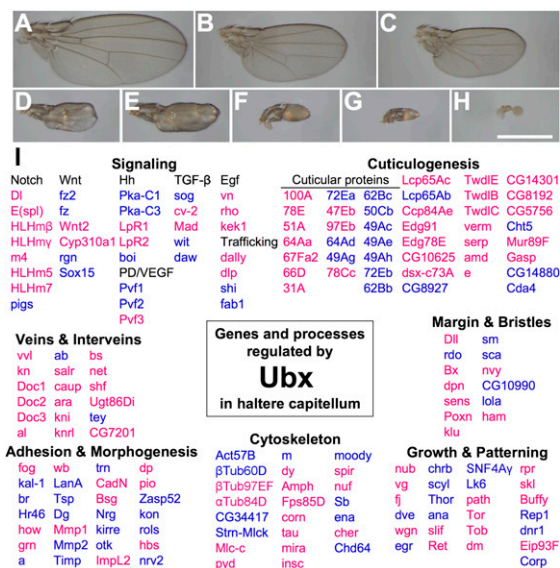 A B C
D E F G H
I
Signaling
Notch Wnt Hh TGF-β Egf
Dl fz2 Pka-C1 sog vn
E(spl) fz Pka-C3 cv-2 rho
HLHmβ Wnt2 LpR1 Mad kek1
HLHmγ Cyp310a1 LpR2 wit Trafficking
m4 rgn boi daw dally
HLHm5 Sox15 PD/VEGF dlp
HLHm7 Pvf1 shi
pigs Pvf2 fab1
Pvf3
Cuticulogenesis
Cuticular proteins Lcp65Ac TwdlE CG14301
100A 72Ea 62Bc Lcp65Ab TwdlB CG8192
78E 47Eb 50Cb Ccp84Ae TwdlC CG5756
51A 97Eb 49Ac Edg91 verm Cht5
64Aa 64Ad 49Ae Edg78E serp Mur89F
67Fa2 49Ag 49Ah CG10625 amd Gasp
66D 78Cc 72Eb dsx-c73A e CG14880
31A 62Bb CG8927 Cda4
Veins & Interveins
vvl ab bs
kn salr net
Doc1 caup shf
Doc2 ara Ugt86Di
Doc3 kni tey
al knrl CG7201
Genes and processes
regulated by
Ubx
in haltere capitellum
Margin & Bristles
Dll sm
rdo sca
Bx nvy
dpn CG10990
sens lola
Poxn ham
klu
Adhesion & Morphogenesis
fog wb trn dp
kal-1 LanA CadN pio
br Tsp Bsg Zasp52
Hr46 Dg Nrg kon
how Mmp1 kirre rols
grn Mmp2 otk hbs
a Timp ImpL2 nrv2
Cytoskeleton
Act57B m moody
βTub60D dy spir
βTub97EF Amph nuf
αTub84D Fps85D Sb
CG34417 corn ena
Strn-Mlck tau cher
Mlc-c mira Chd64
pyd insc
Growth & Patterning
nub chrb SNF4Aγ rpr
vg scyl Lk6 skl
fj Thor path Buffy
dve ana Tor Rep1
wgn slif Tob dnr1
egr Ret dm Eip93F
Corp